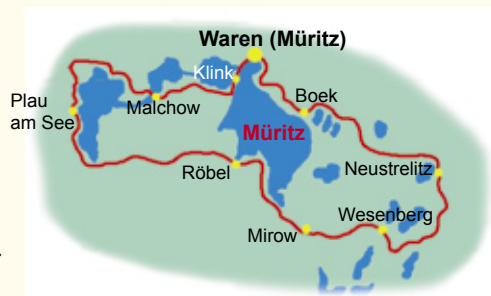 Waren (Müritz)
Klink
Boek
Plau
am See
Malchow
Müritz
Röbel
Neustrelitz
Wesenberg
Mirow